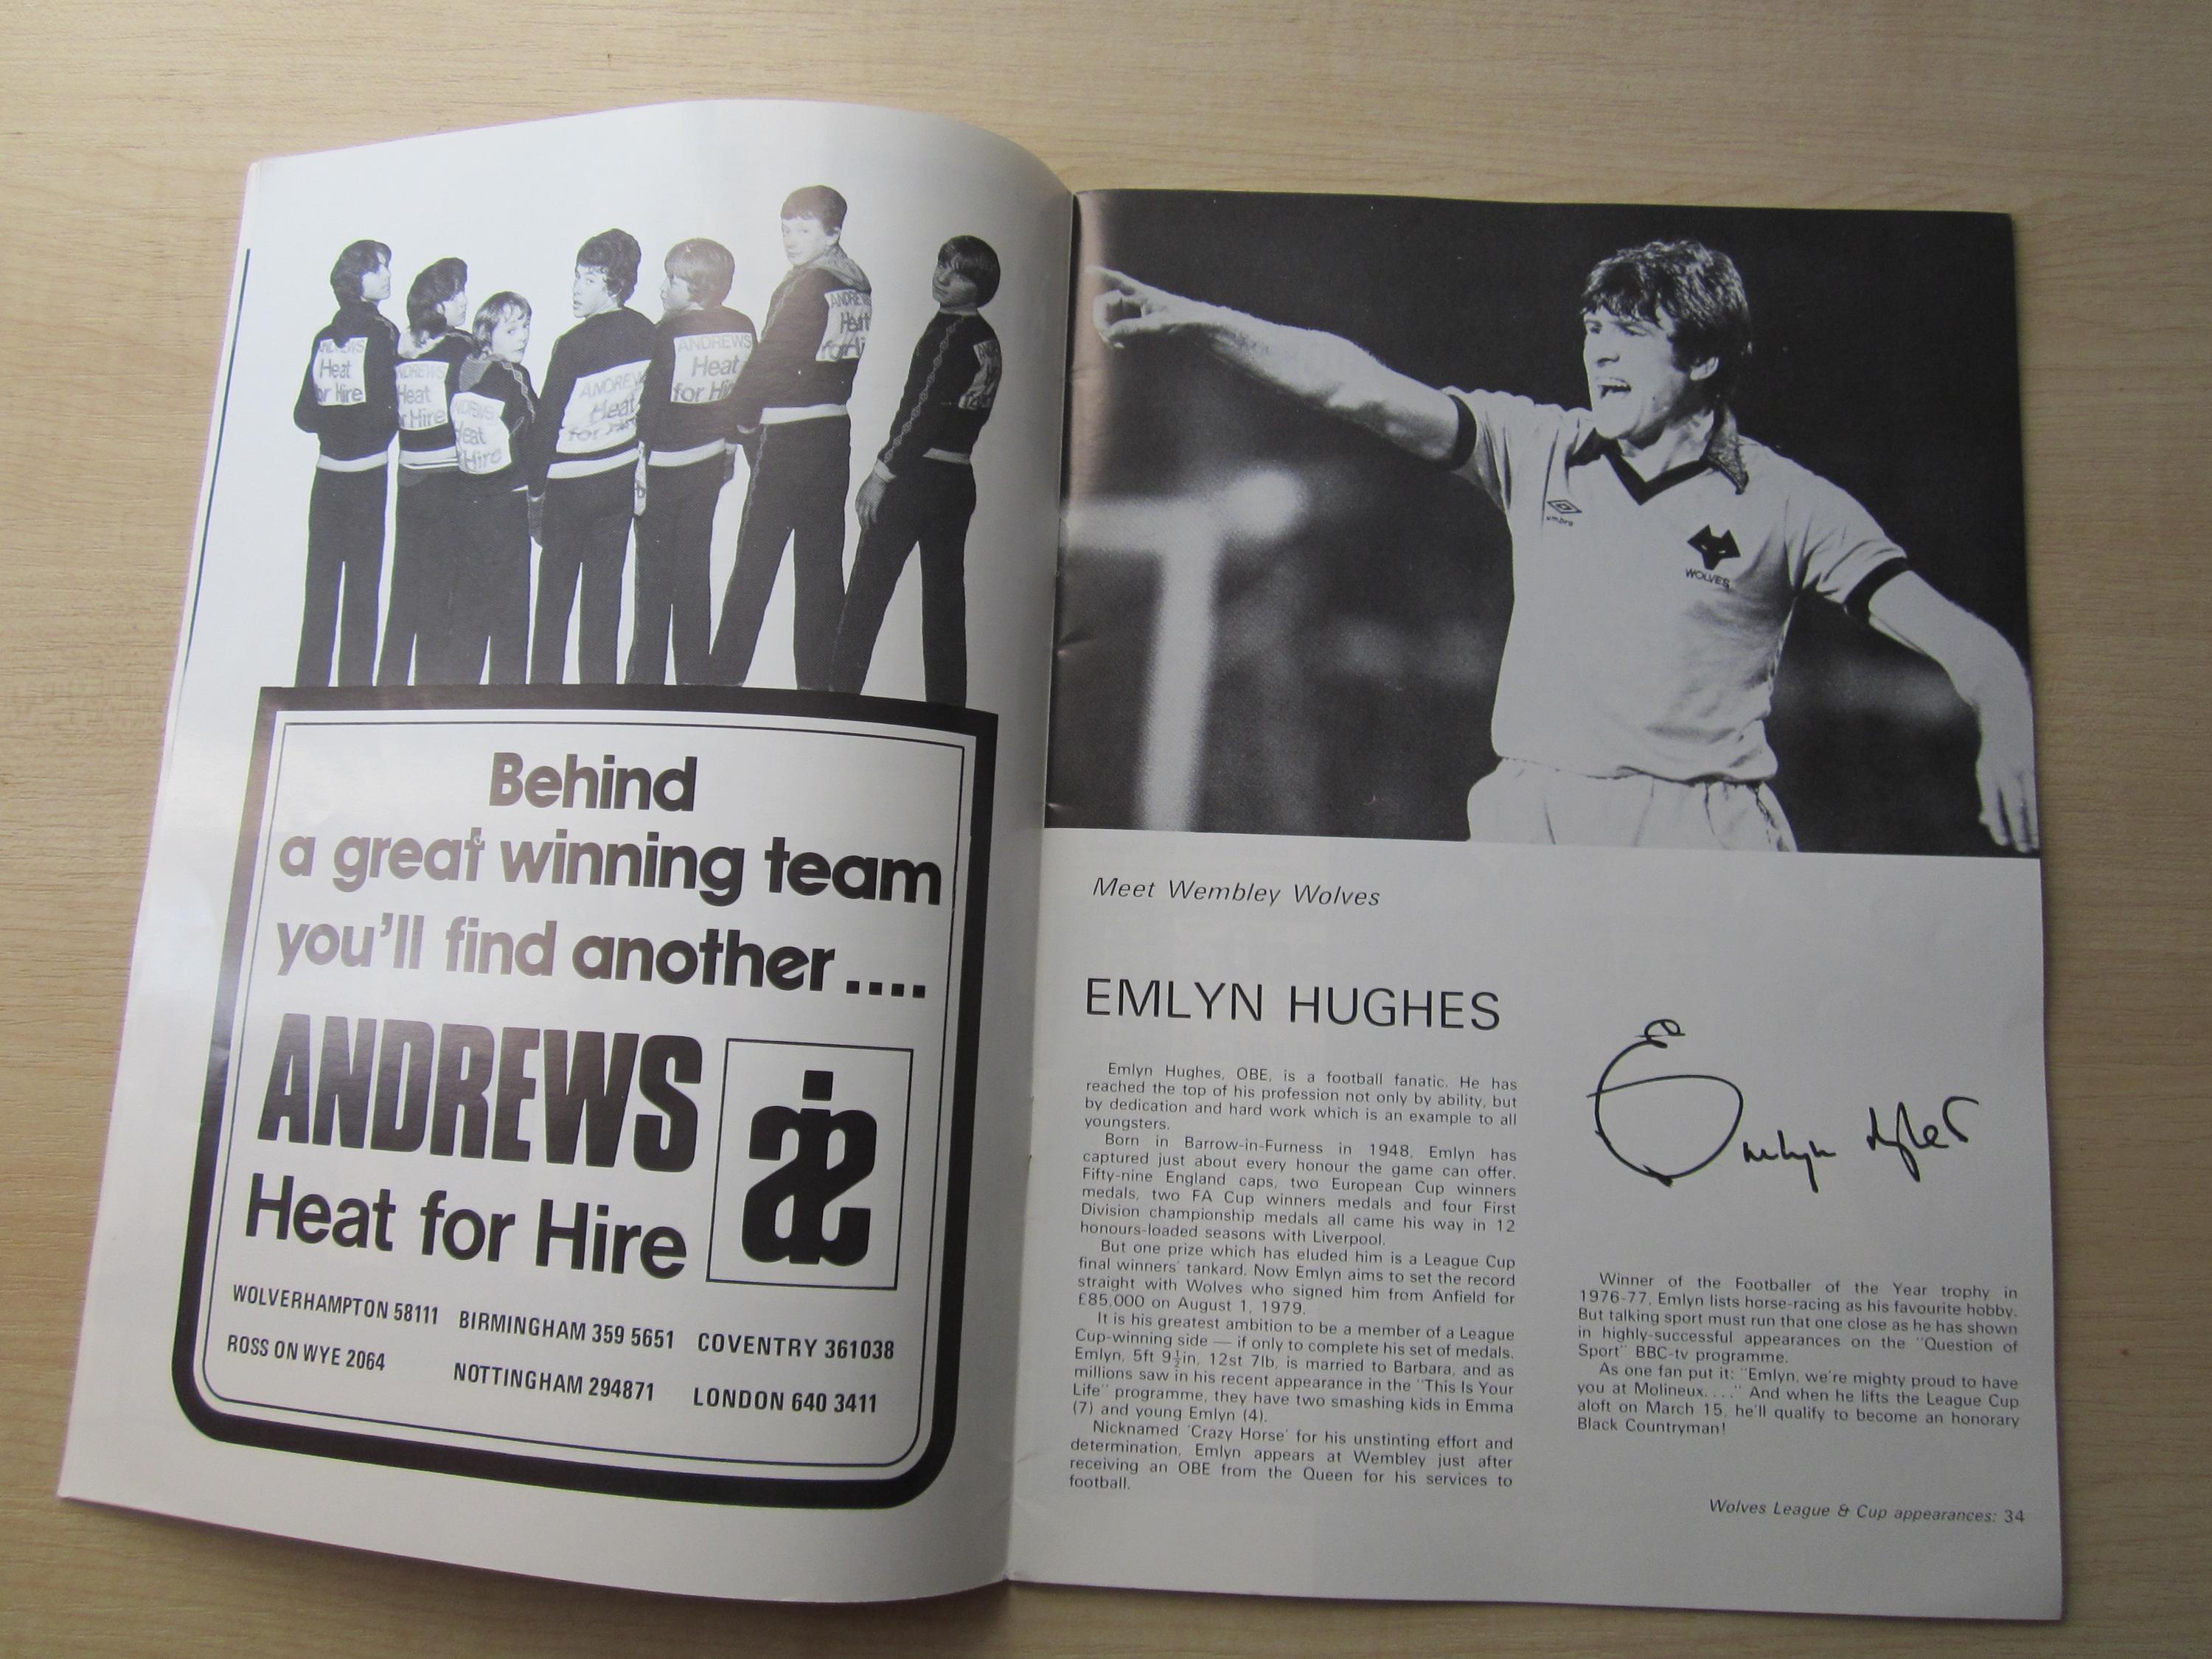 ANDREWS
Heat
for Hire
ANDREWS
Heat
for Hire
ANDREWS
Heat
Hire
ANDREWS
Heat
for Hire
ANDREWS
Heat
for Hire
ANDREWS
Heat
for Hire
Behind
a great winning team
you'll find another....
ANDREWS
Heat for Hire
WOLVERHAMPTON 58111 BIRMINGHAM 359 5651 COVENTRY 361038
ROSS ON WYE 2064 NOTTINGHAM 294871 LONDON 640 3411
umbro
WOLVES
Meet Wembley Wolves
EMLYN HUGHES
Emlyn Hughes, OBE, is a football fanatic. He has
reached the top of his profession not only by ability, but
by dedication and hard work which is an example to all
youngsters.
Born in Barrow-in-Furness in 1948, Emlyn has
captured just about every honour the game can offer.
Fifty-nine England caps, two European Cup winners
medals, two FA Cup winners medals and four First
Division championship medals all came his way in 12
honours-loaded seasons with Liverpool.
But one prize which has eluded him is a League Cup
final winners' tankard. Now Emlyn aims to set the record
straight with Wolves who signed him from Anfield for
£85,000 on August 1, 1979.
It is his greatest ambition to be a member of a League
Cup-winning side — if only to complete his set of medals.
Emlyn, 5ft 9½in, 12st 7lb, is married to Barbara, and as
millions saw in his recent appearance in the "This Is Your
Life" programme, they have two smashing kids in Emma
(7) and young Emlyn (4).
Nicknamed 'Crazy Horse' for his unstinting effort and
determination, Emlyn appears at Wembley just after
receiving an OBE from the Queen for his services to
football.
Emlyn Hughes
Winner of the Footballer of the Year trophy in
1976-77, Emlyn lists horse-racing as his favourite hobby.
But talking sport must run that one close as he has shown
in highly-successful appearances on the "Question of
Sport" BBC-tv programme.
As one fan put it: "Emlyn, we're mighty proud to have
you at Molineux. . . ." And when he lifts the League Cup
aloft on March 15, he'll qualify to become an honorary
Black Countryman!
Wolves League & Cup appearances: 34